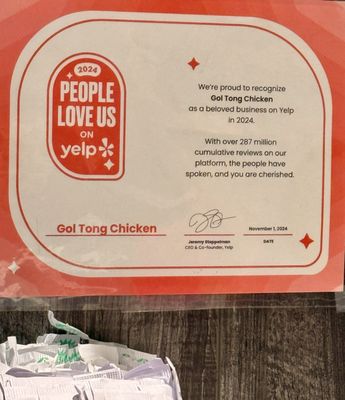 2024
PEOPLE
LOVE US
ON
yelp
We're proud to recognize
Gol Tong Chicken
as a beloved business on Yelp
in 2024.
With over 287 million
cumulative reviews on our
platform, the people have
spoken, and you are cherished.
Gol Tong Chicken
Jeremy Stoppelman
CEO & Co-founder, Yelp
November 1, 2024
DATE